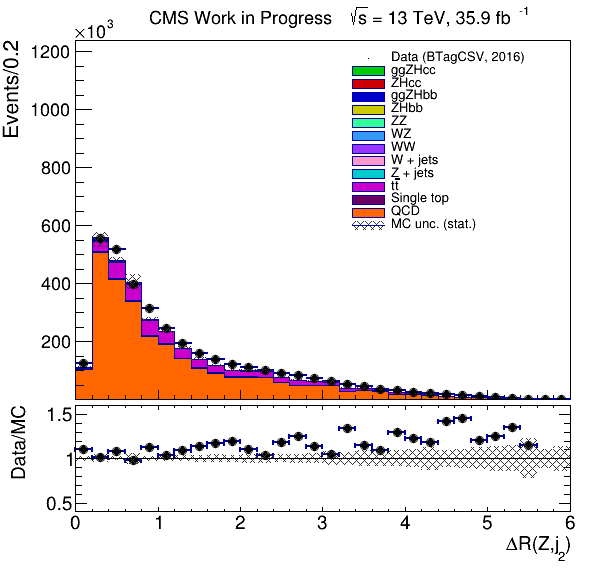 CMS Work in Progress √s = 13 TeV, 35.9 fb⁻¹
×10³
Events/0.2
1200
1000
800
600
400
200
Data (BTagCSV, 2016)
ggZHcc
ZHcc
ggZHbb
ZHbb
ZZ
WZ
WW
W + jets
Z + jets
tt̅
Single top
QCD
MC unc. (stat.)
Data/MC
1.5
1
0.5
0 1 2 3 4 5 6
ΔR(Z,j₂)